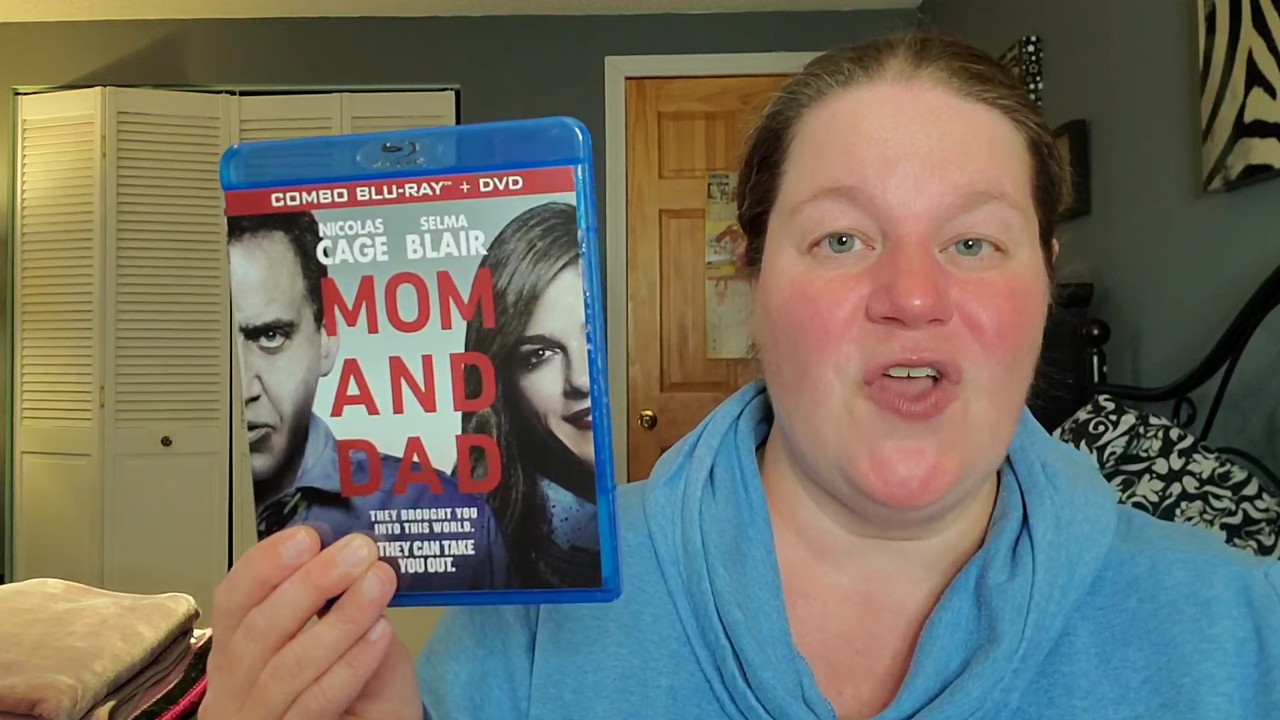 COMBO BLU-RAY™ + DVD
NICOLAS SELMA
CAGE BLAIR
MOM
AND
DAD
THEY BROUGHT YOU
INTO THIS WORLD.
THEY CAN TAKE
YOU OUT.